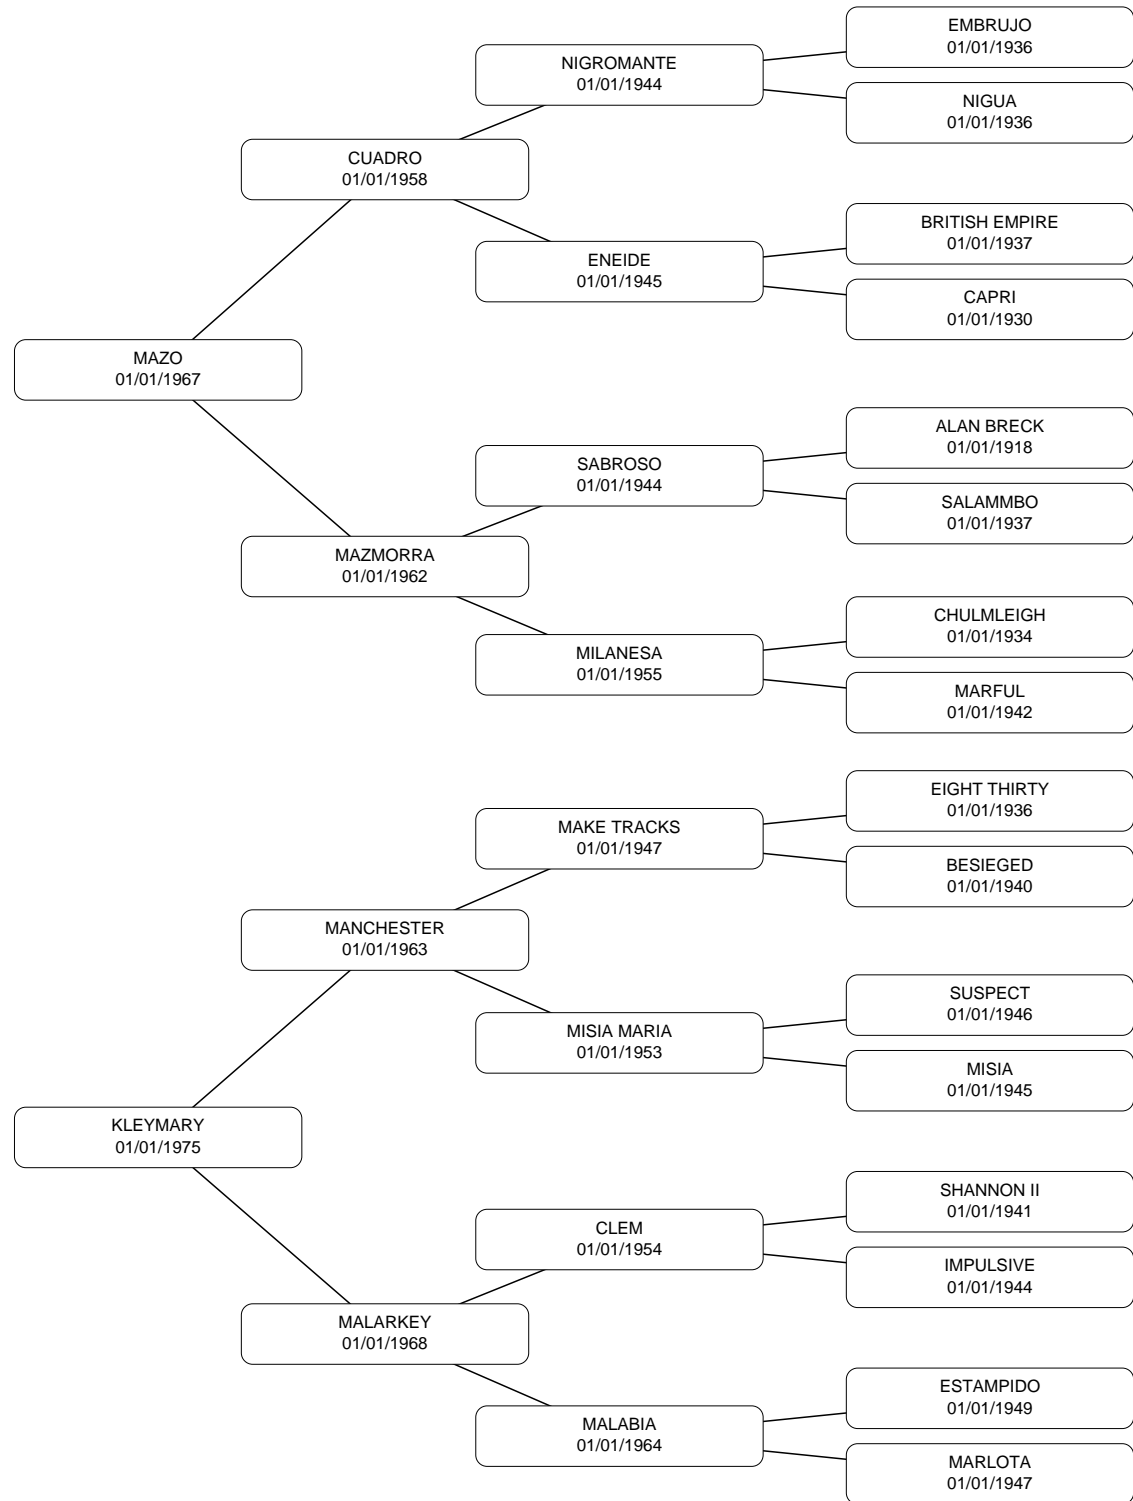 EMBRUJO
01/01/1936
NIGROMANTE
01/01/1944
NIGUA
01/01/1936
CUADRO
01/01/1958
BRITISH EMPIRE
01/01/1937
ENEIDE
01/01/1945
CAPRI
01/01/1930
MAZO
01/01/1967
ALAN BRECK
01/01/1918
SABROSO
01/01/1944
SALAMMBO
01/01/1937
MAZMORRA
01/01/1962
CHULMLEIGH
01/01/1934
MILANESA
01/01/1955
MARFUL
01/01/1942
EIGHT THIRTY
01/01/1936
MAKE TRACKS
01/01/1947
BESIEGED
01/01/1940
MANCHESTER
01/01/1963
SUSPECT
01/01/1946
MISIA MARIA
01/01/1953
MISIA
01/01/1945
KLEYMARY
01/01/1975
SHANNON II
01/01/1941
CLEM
01/01/1954
IMPULSIVE
01/01/1944
MALARKEY
01/01/1968
ESTAMPIDO
01/01/1949
MALABIA
01/01/1964
MARLOTA
01/01/1947